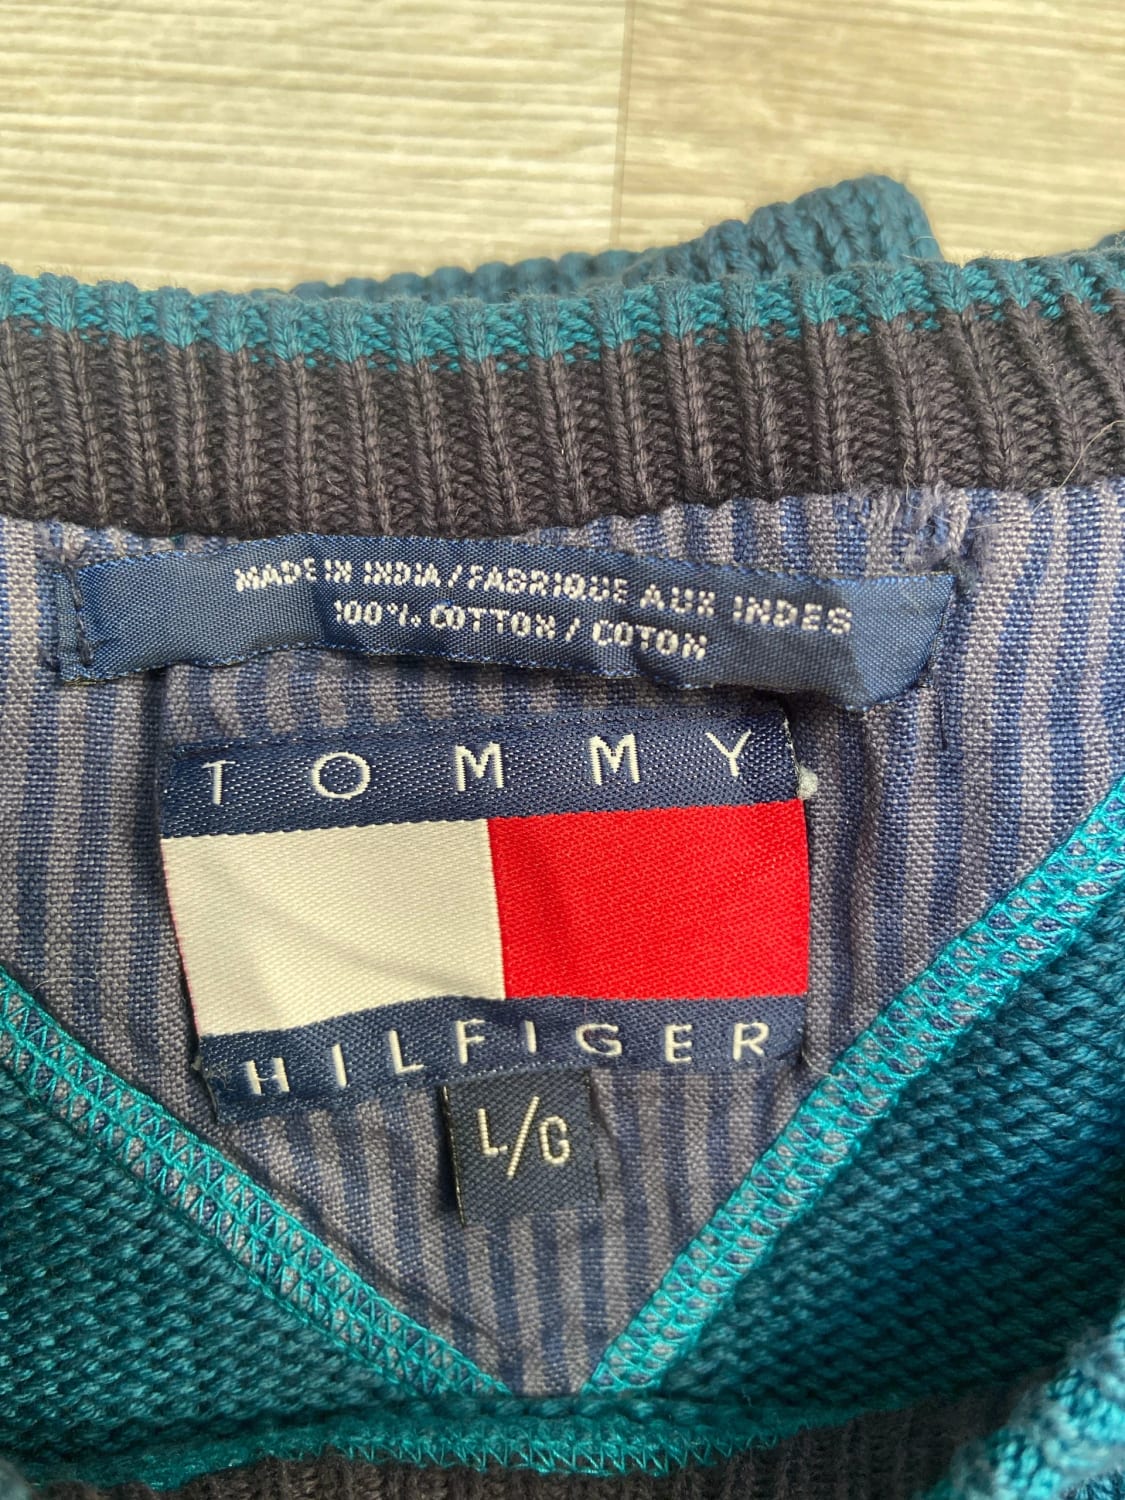 MADE IN INDIA / FABRIQUE AUX INDES
100% COTTON / COTON
TOMMY
HILFIGER
L/G